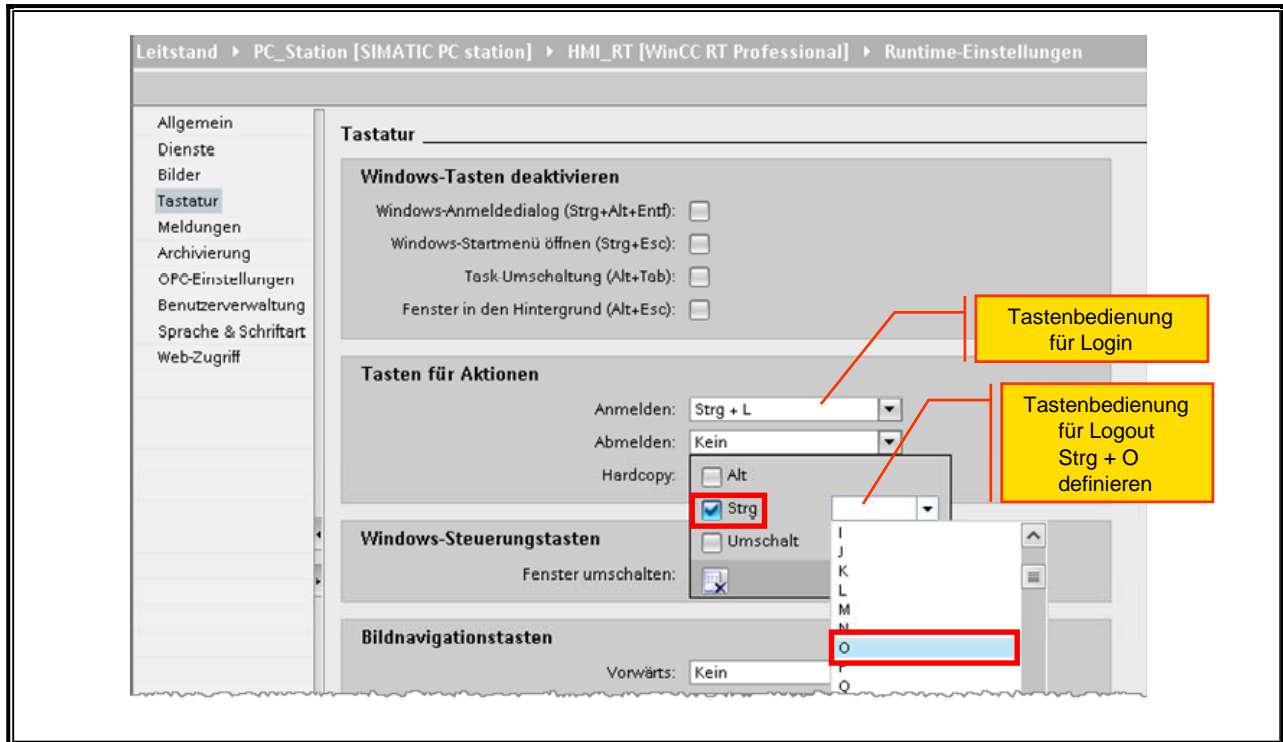 Leitstand ▸ PC_Station [SIMATIC PC station] ▸ HMI_RT [WinCC RT Professional] ▸ Runtime-Einstellungen
Allgemein
Dienste
Bilder
Tastatur
Meldungen
Archivierung
OPC-Einstellungen
Benutzerverwaltung
Sprache & Schriftart
Web-Zugriff
Tastatur
Windows-Tasten deaktivieren
Windows-Anmeldedialog (Strg+Alt+Entf):
Windows-Startmenü öffnen (Strg+Esc):
Task-Umschaltung (Alt+Tab):
Fenster in den Hintergrund (Alt+Esc):
Tastenbedienung
für Login
Tasten für Aktionen
Anmelden: Strg + L
Abmelden: Kein
Hardcopy:
Alt
Strg
Umschalt
Tastenbedienung
für Logout
Strg + O
definieren
I
J
K
L
M
N
O
P
Q
Windows-Steuerungstasten
Fenster umschalten:
Bildnavigationstasten
Vorwärts: Kein